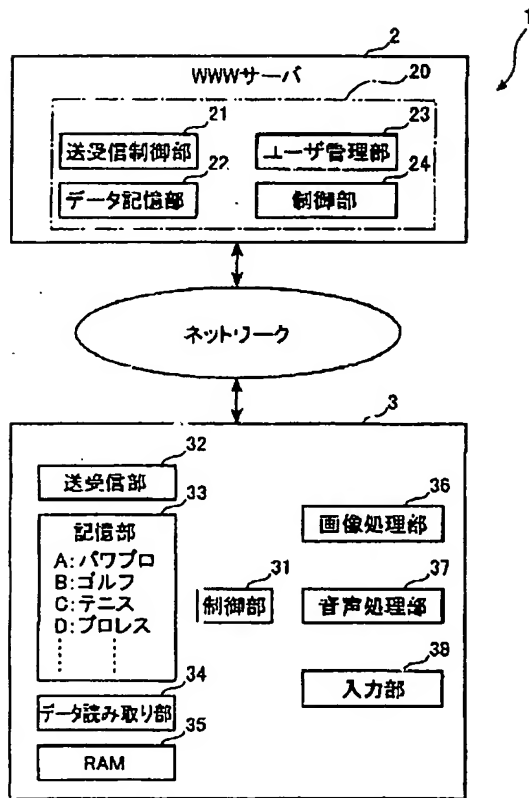 1
2
WWWサーバ
20
21
23
送受信制御部
ユーザ管理部
22
24
データ記憶部
制御部
ネットワーク
3
32
送受信部
33
36
記憶部
画像処理部
A:パワプロ
B:ゴルフ
31
37
C:テニス
制御部
音声処理部
D:プロレス
34
38
データ読み取り部
入力部
35
RAM